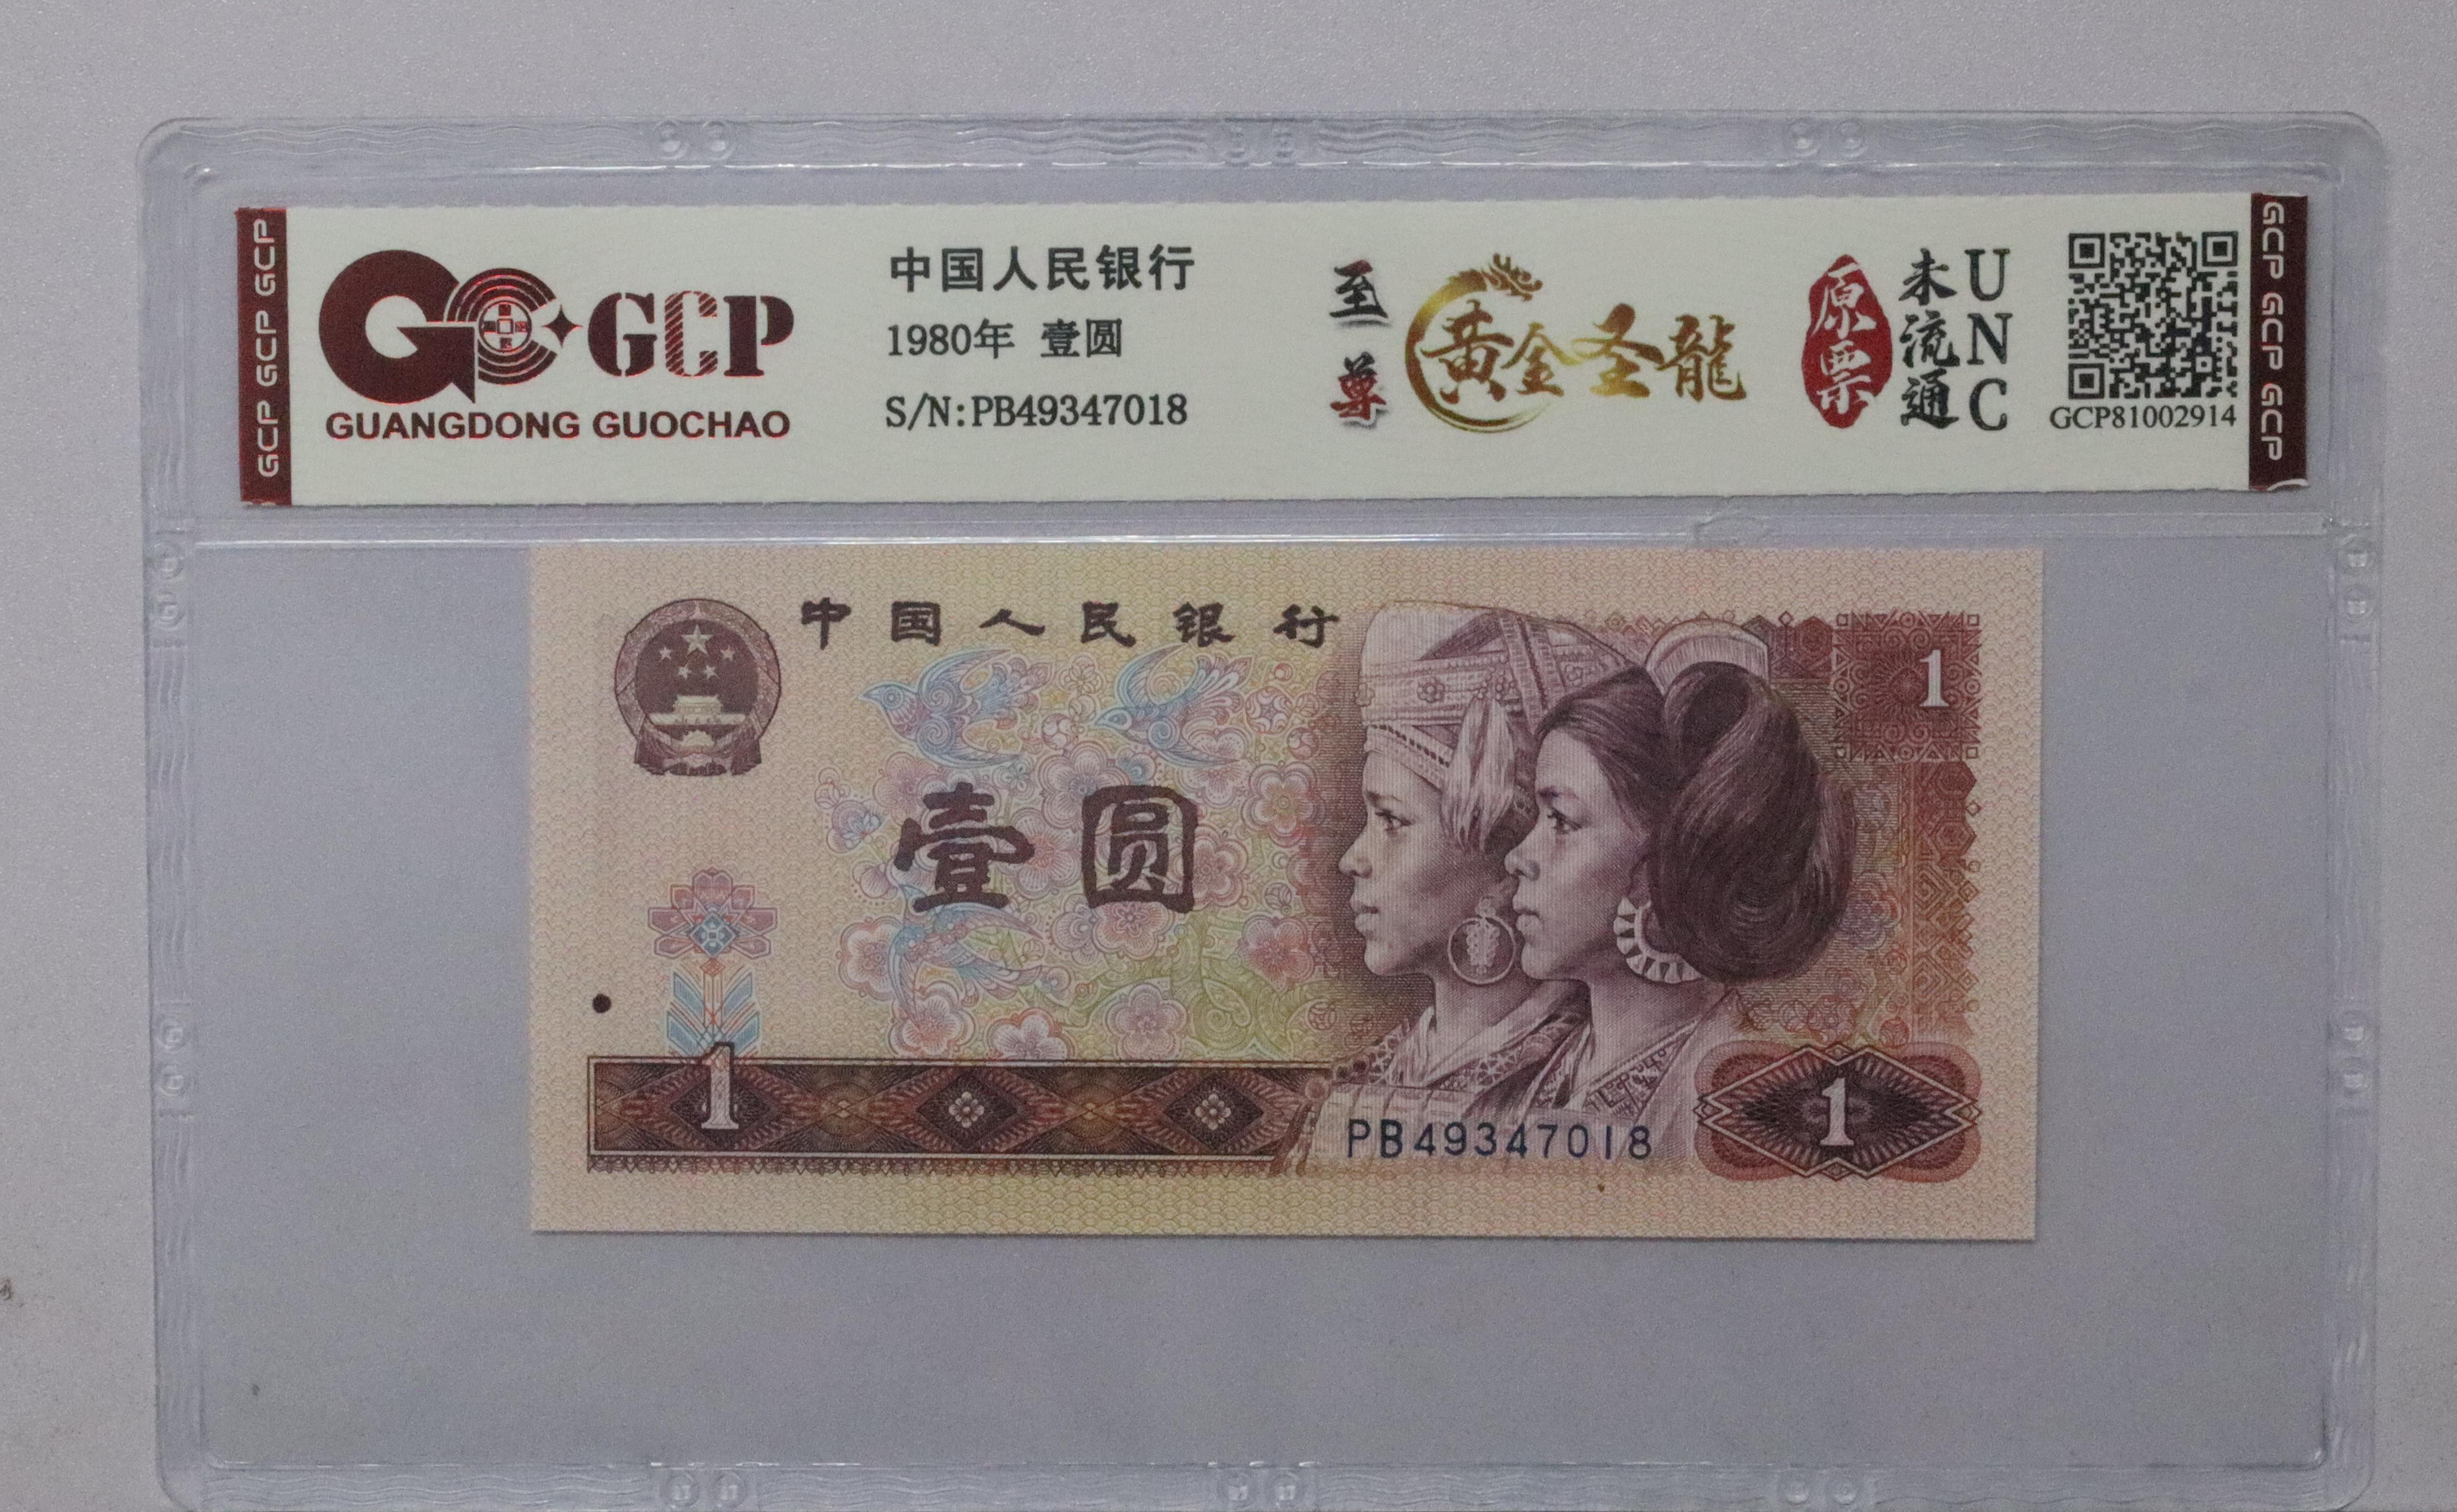 GCP GCP GCP
GCP
GUANGDONG GUOCHAO
中国人民银行
1980年 壹圆
S/N:PB49347018
至尊
黄金圣龍
原票
未流通
UNC
GCP81002914
GCP GCP GCP
中国人民银行
1
壹圆
1
PB49347018
1